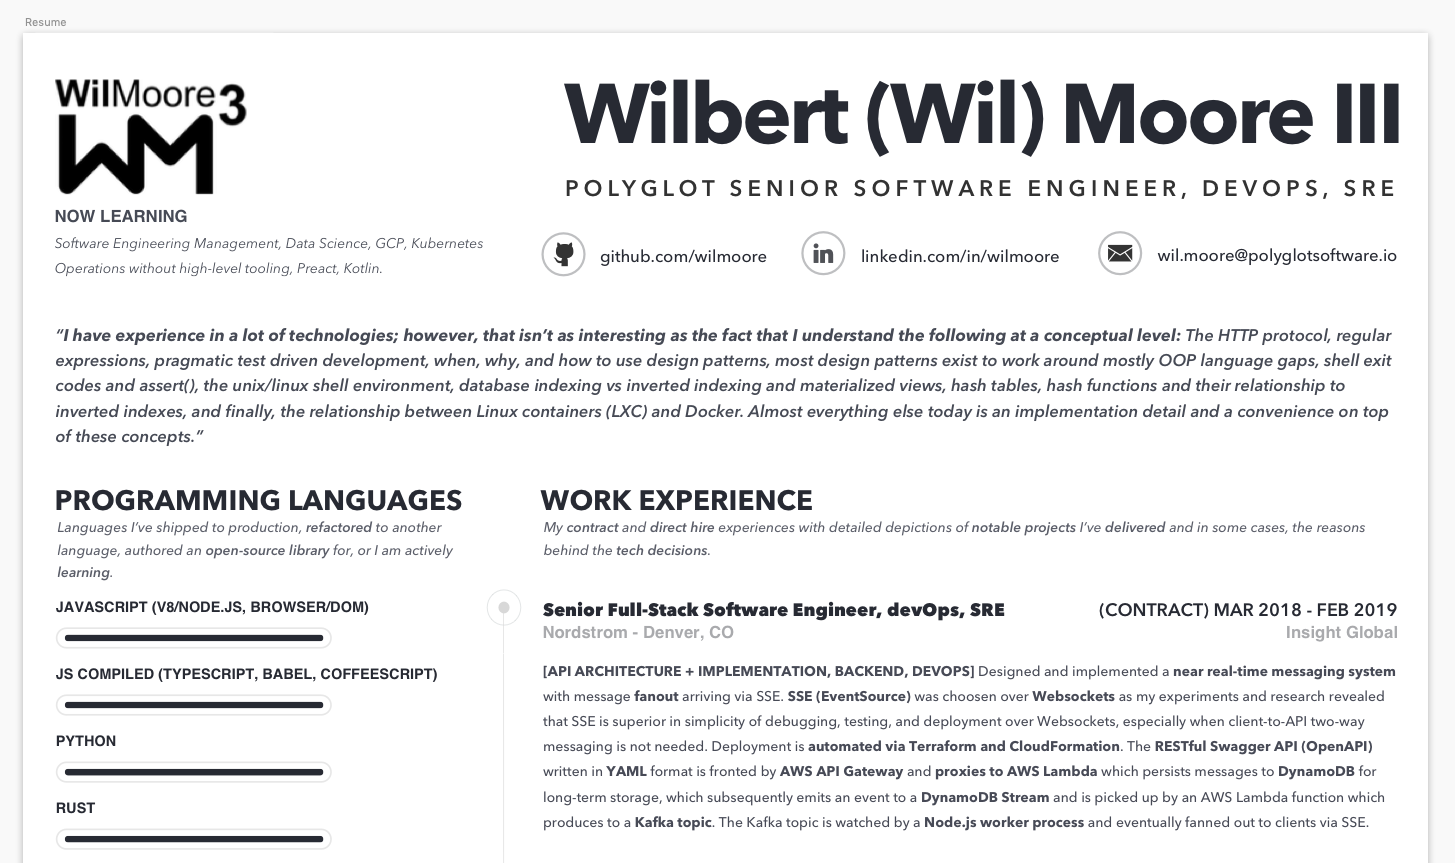 Resume
WilMoore3
WM
Wilbert (Wil) Moore III
POLYGLOT SENIOR SOFTWARE ENGINEER, DEVOPS, SRE
NOW LEARNING
Software Engineering Management, Data Science, GCP, Kubernetes
Operations without high-level tooling, Preact, Kotlin.
github.com/wilmoore
in linkedin.com/in/wilmoore
wil.moore@polyglotsoftware.io
“I have experience in a lot of technologies; however, that isn’t as interesting as the fact that I understand the following at a conceptual level: The HTTP protocol, regular
expressions, pragmatic test driven development, when, why, and how to use design patterns, most design patterns exist to work around mostly OOP language gaps, shell exit
codes and assert(), the unix/linux shell environment, database indexing vs inverted indexing and materialized views, hash tables, hash functions and their relationship to
inverted indexes, and finally, the relationship between Linux containers (LXC) and Docker. Almost everything else today is an implementation detail and a convenience on top
of these concepts.”
PROGRAMMING LANGUAGES
Languages I’ve shipped to production, refactored to another
language, authored an open-source library for, or I am actively
learning.
JAVASCRIPT (V8/NODE.JS, BROWSER/DOM)
JS COMPILED (TYPESCRIPT, BABEL, COFFEESCRIPT)
PYTHON
RUST
WORK EXPERIENCE
My contract and direct hire experiences with detailed depictions of notable projects I’ve delivered and in some cases, the reasons
behind the tech decisions.
Senior Full-Stack Software Engineer, devOps, SRE
(CONTRACT) MAR 2018 - FEB 2019
Nordstrom - Denver, CO
Insight Global
[API ARCHITECTURE + IMPLEMENTATION, BACKEND, DEVOPS] Designed and implemented a near real-time messaging system
with message fanout arriving via SSE. SSE (EventSource) was choosen over Websockets as my experiments and research revealed
that SSE is superior in simplicity of debugging, testing, and deployment over Websockets, especially when client-to-API two-way
messaging is not needed. Deployment is automated via Terraform and CloudFormation. The RESTful Swagger API (OpenAPI)
written in YAML format is fronted by AWS API Gateway and proxies to AWS Lambda which persists messages to DynamoDB for
long-term storage, which subsequently emits an event to a DynamoDB Stream and is picked up by an AWS Lambda function which
produces to a Kafka topic. The Kafka topic is watched by a Node.js worker process and eventually fanned out to clients via SSE.